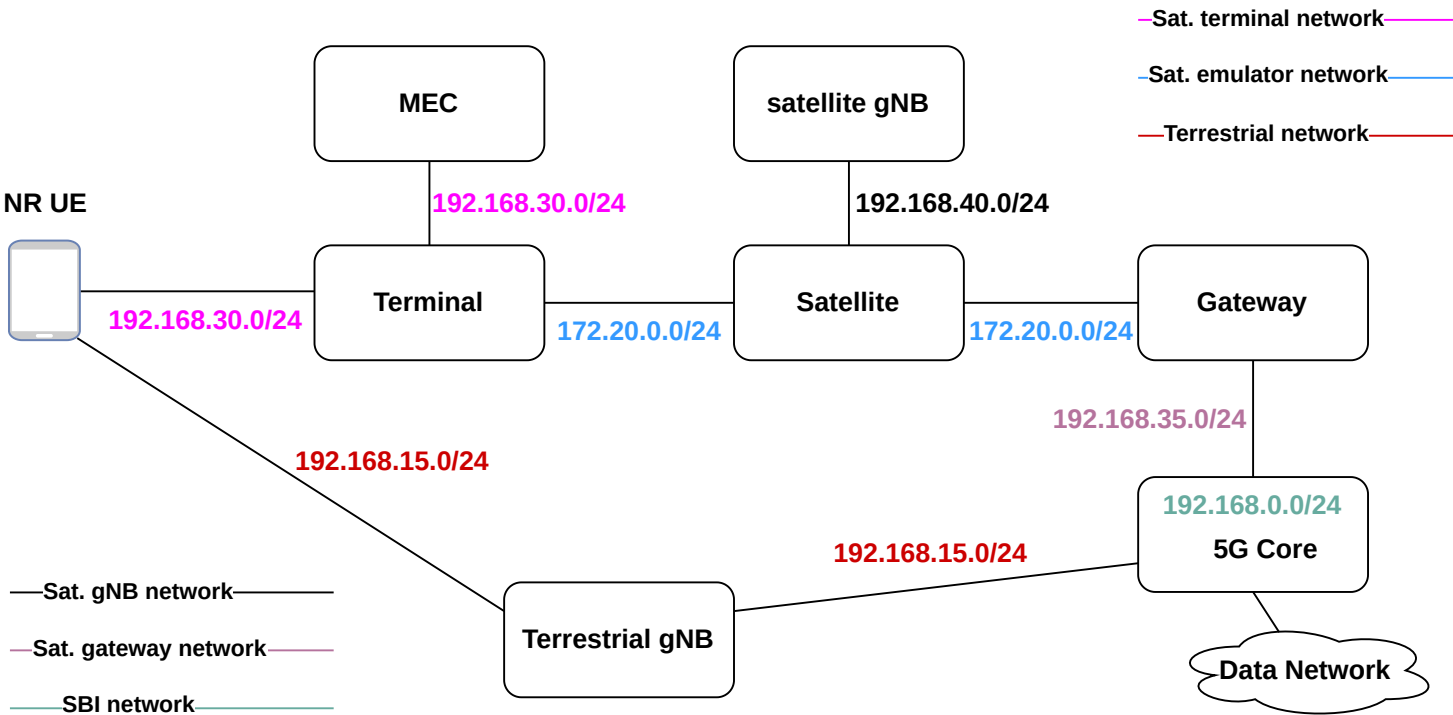 Sat. terminal network
Sat. emulator network
Terrestrial network
MEC
satellite gNB
NR UE
192.168.30.0/24
192.168.40.0/24
Terminal
Satellite
Gateway
192.168.30.0/24
172.20.0.0/24
172.20.0.0/24
192.168.35.0/24
192.168.15.0/24
192.168.0.0/24
5G Core
192.168.15.0/24
Terrestrial gNB
Data Network
Sat. gNB network
Sat. gateway network
SBI network